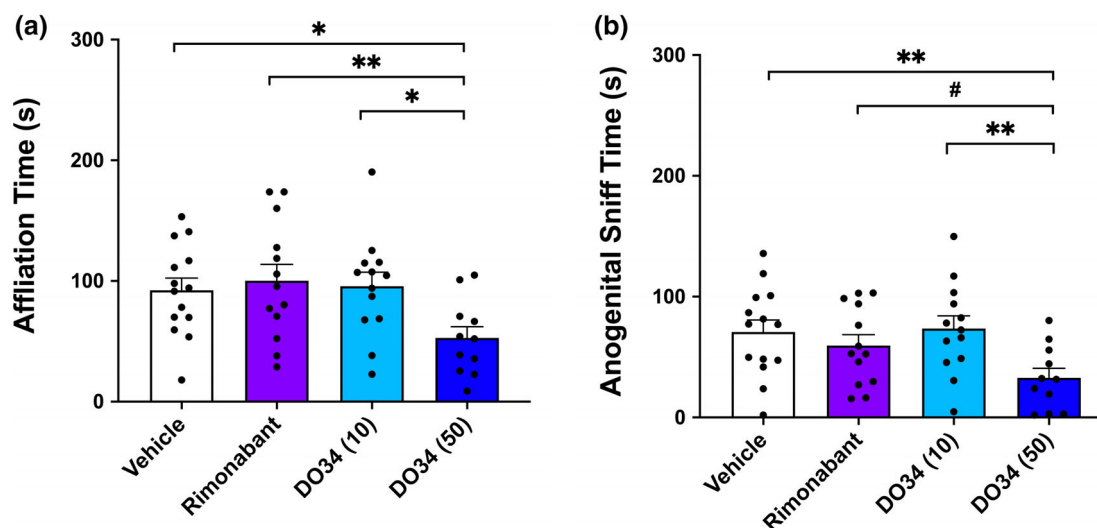 (a)
Affliation Time (s)
300
200
100
0
*
**
*
Vehicle
Rimonabant
DO34 (10)
DO34 (50)
(b)
Anogenital Sniff Time (s)
300
200
100
0
**
#
**
Vehicle
Rimonabant
DO34 (10)
DO34 (50)